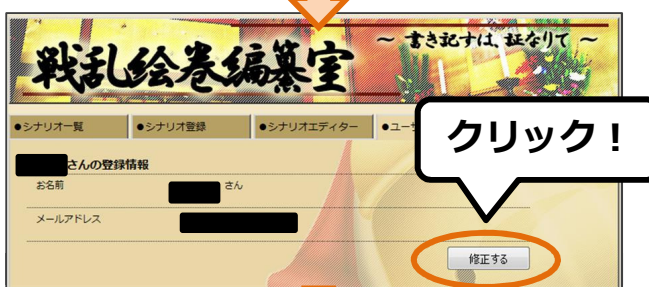 戦乱絵巻編纂室
～ 書き記すは、証なりて ～
●シナリオ一覧
●シナリオ登録
●シナリオエディター
●ユーザ
クリック！
さんの登録情報
お名前 さん
メールアドレス
修正する